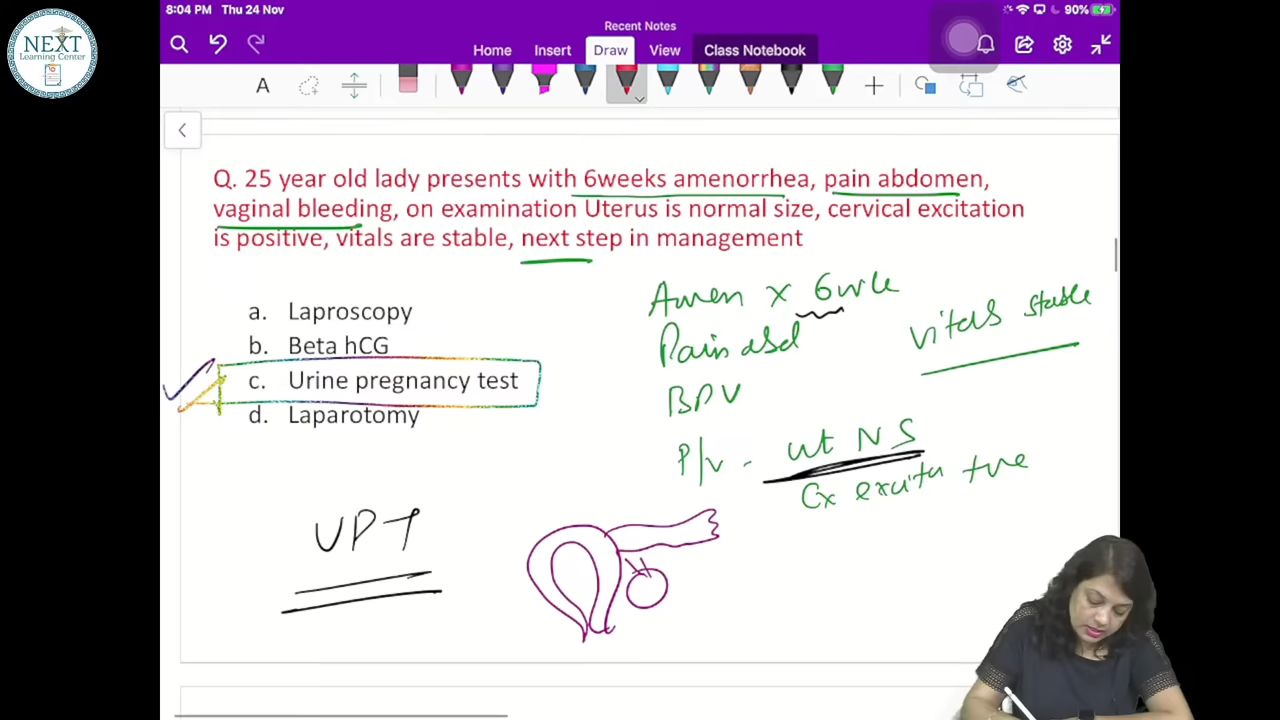 8:04 PM Thu 24 Nov
90%
NEXT
Learning Center
Recent Notes
Home Insert Draw View Class Notebook
A
Q. 25 year old lady presents with 6weeks amenorrhea, pain abdomen,
vaginal bleeding, on examination Uterus is normal size, cervical excitation
is positive, vitals are stable, next step in management
a. Laproscopy
b. Beta hCG
c. Urine pregnancy test
d. Laparotomy
Amen x 6wk
Pain abd
BPV
P/v - ut NS
Cx excitn +ve
vitals stable
UPT